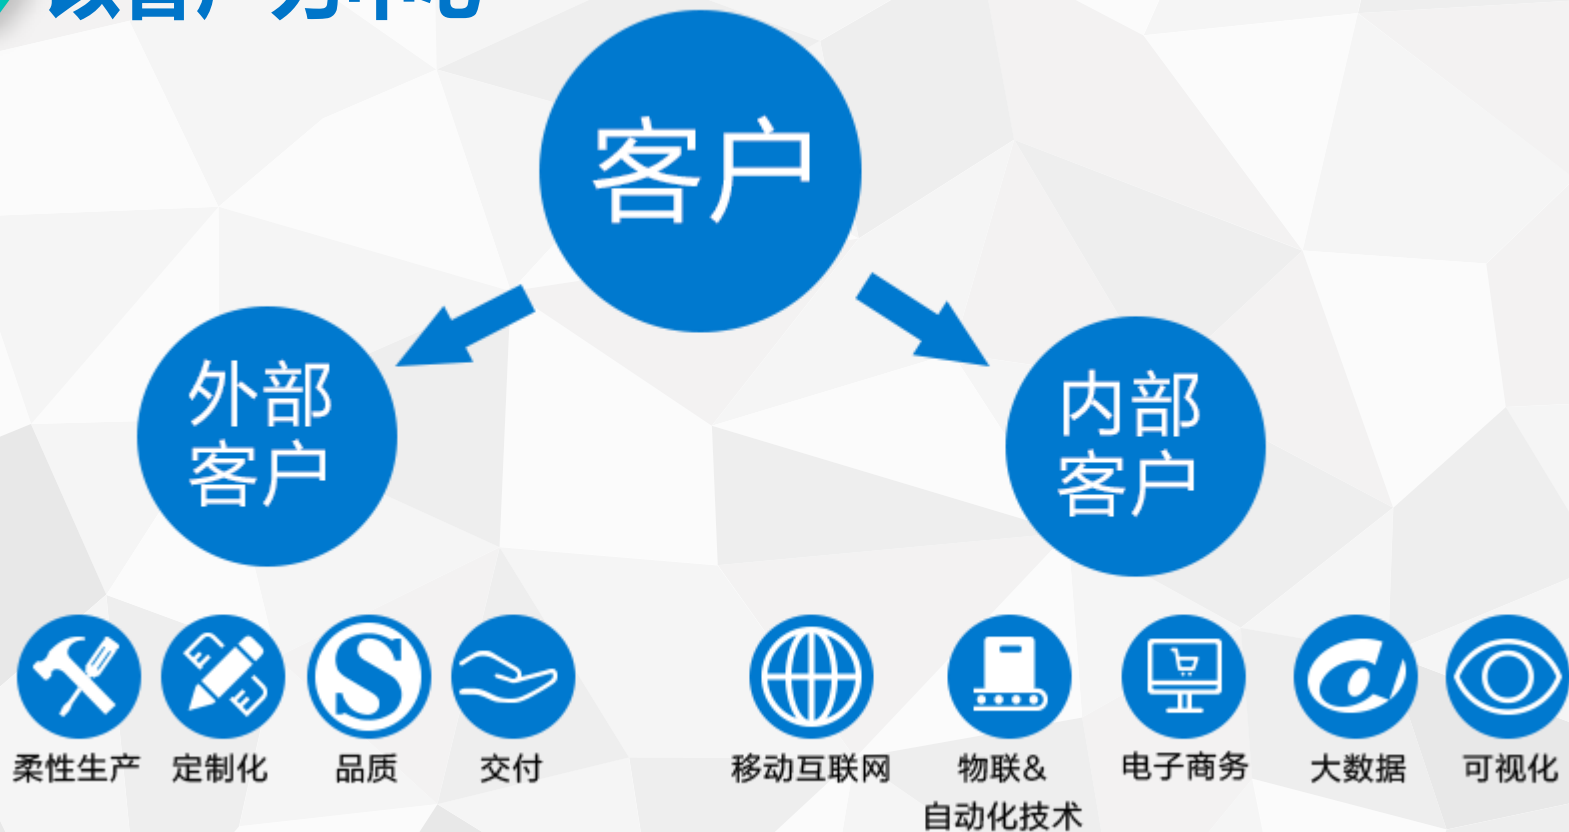 客户
外部
客户
内部
客户
柔性生产
定制化
品质
交付
移动互联网
物联&
自动化技术
电子商务
大数据
可视化